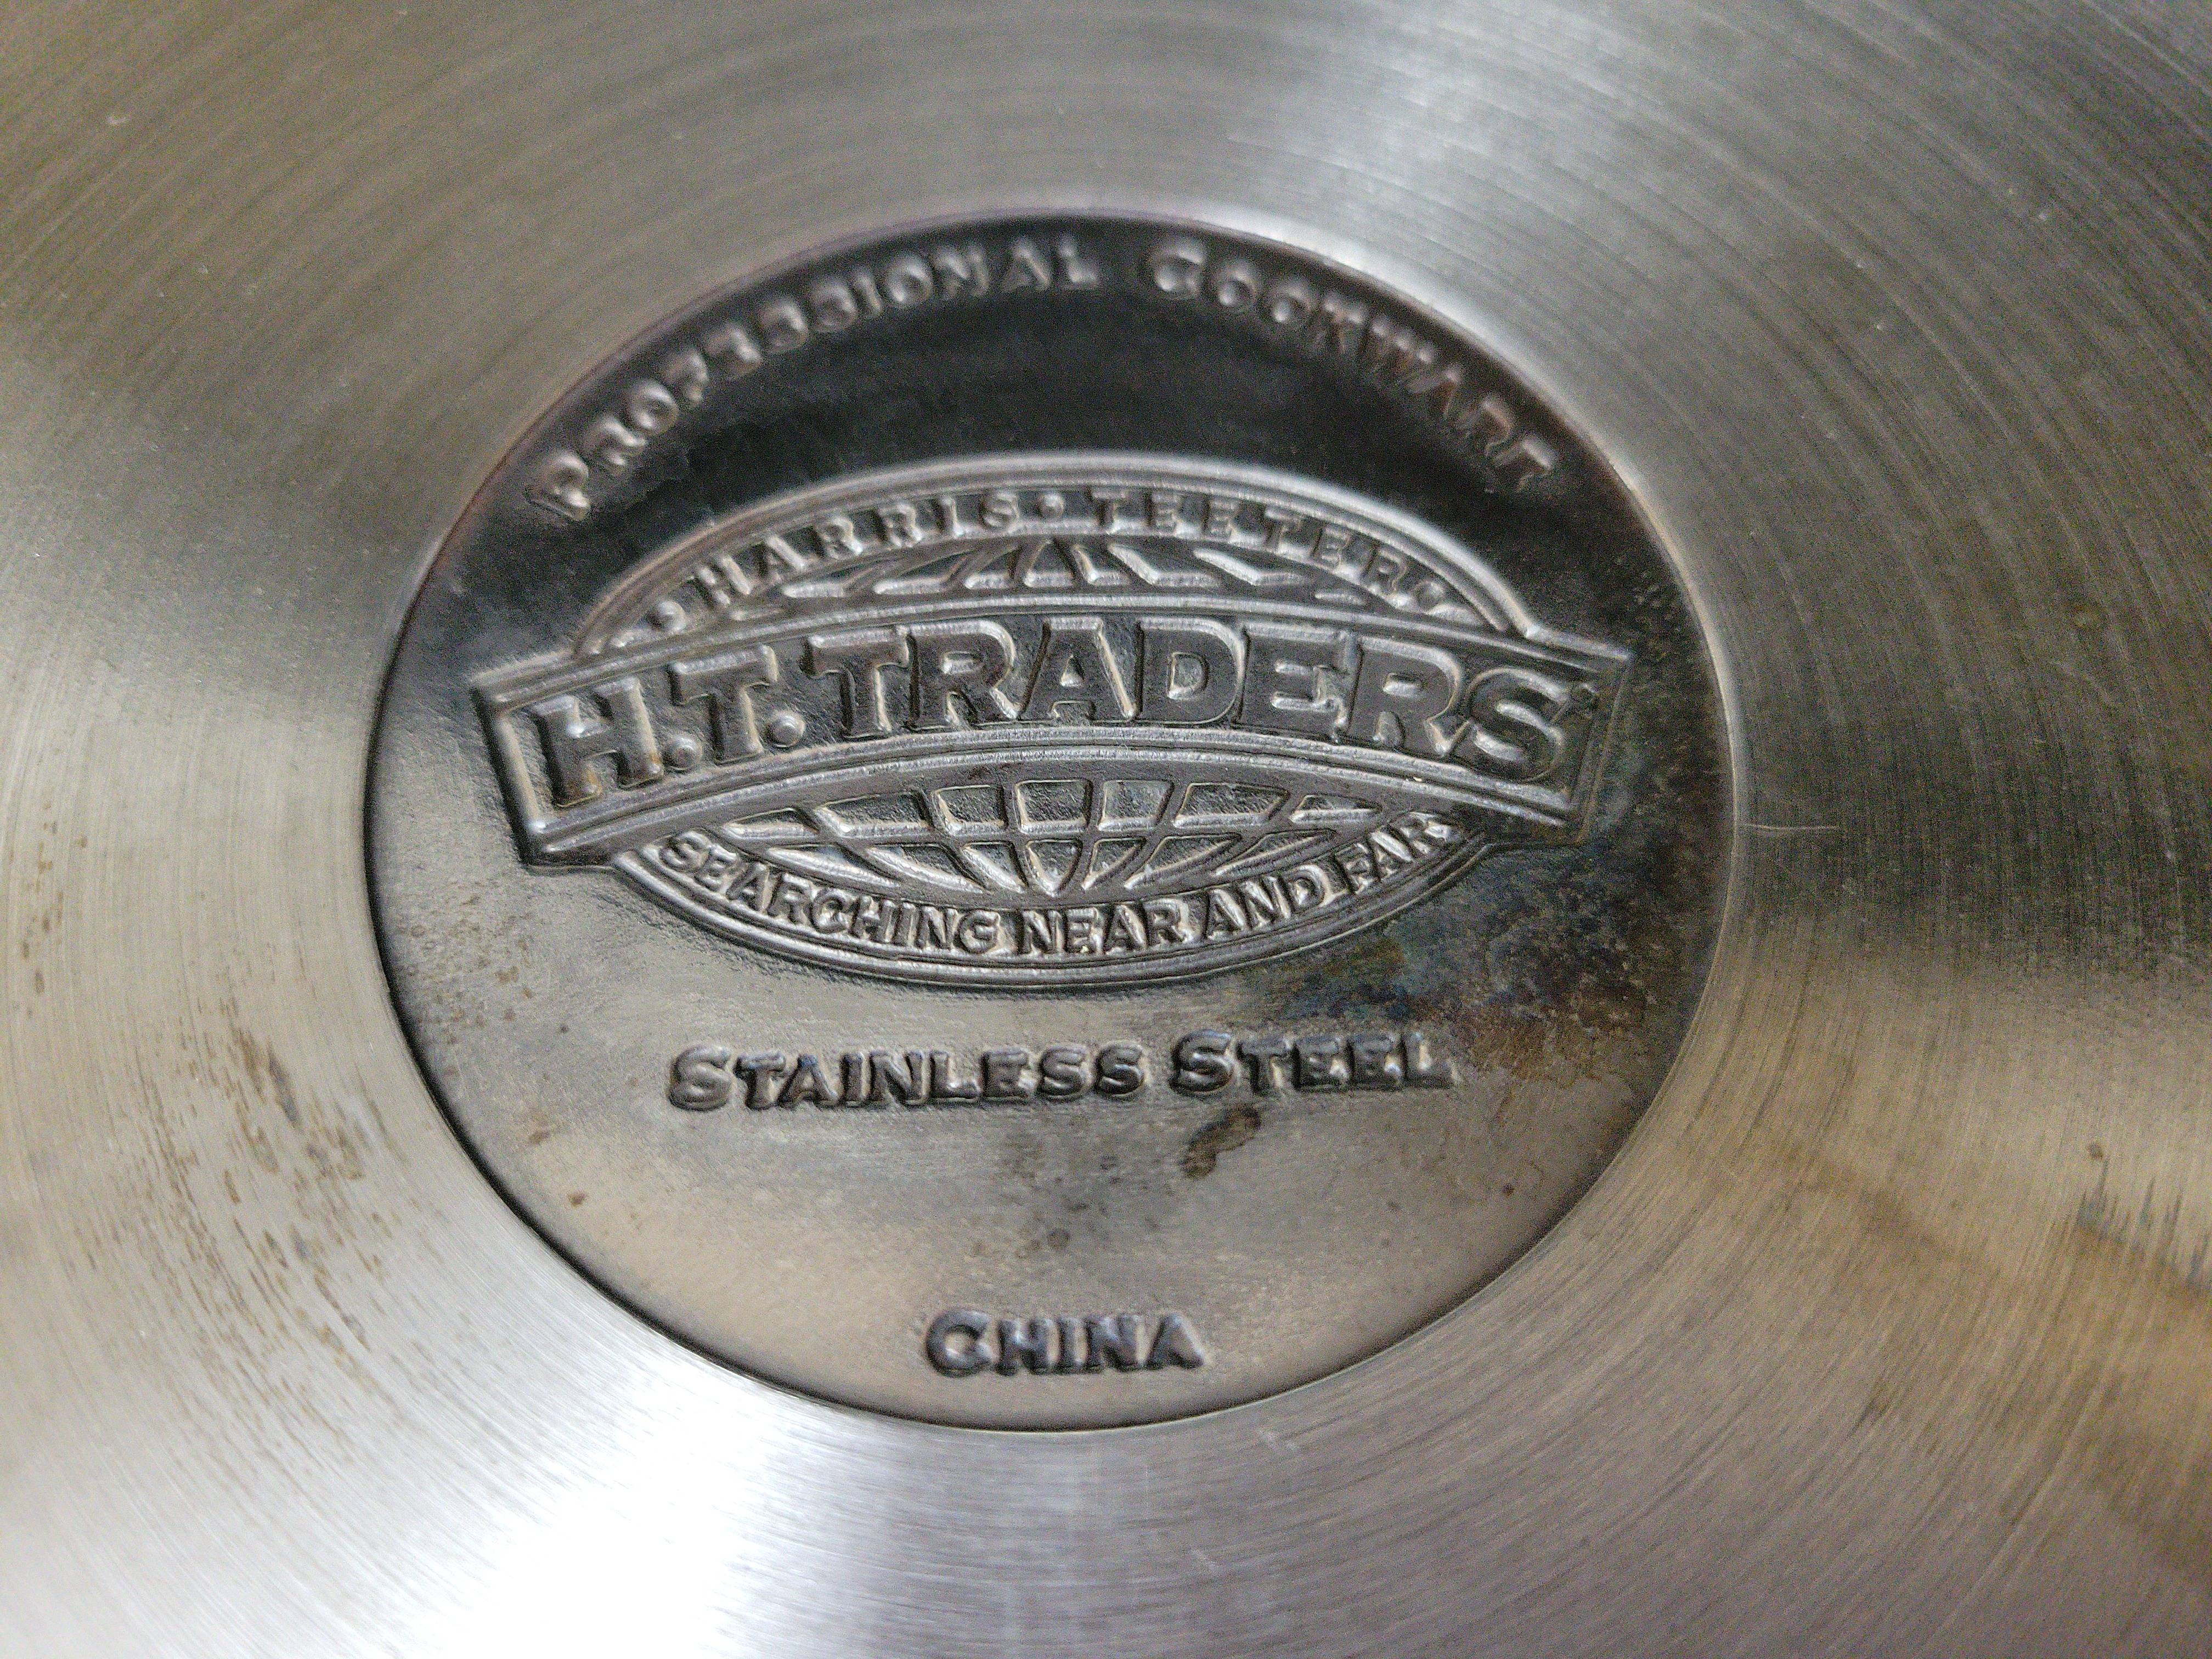 PROFESSIONAL COOKWARE
HARRIS • TEETER
H.T. TRADERS
SEARCHING NEAR AND FAR
STAINLESS STEEL
CHINA